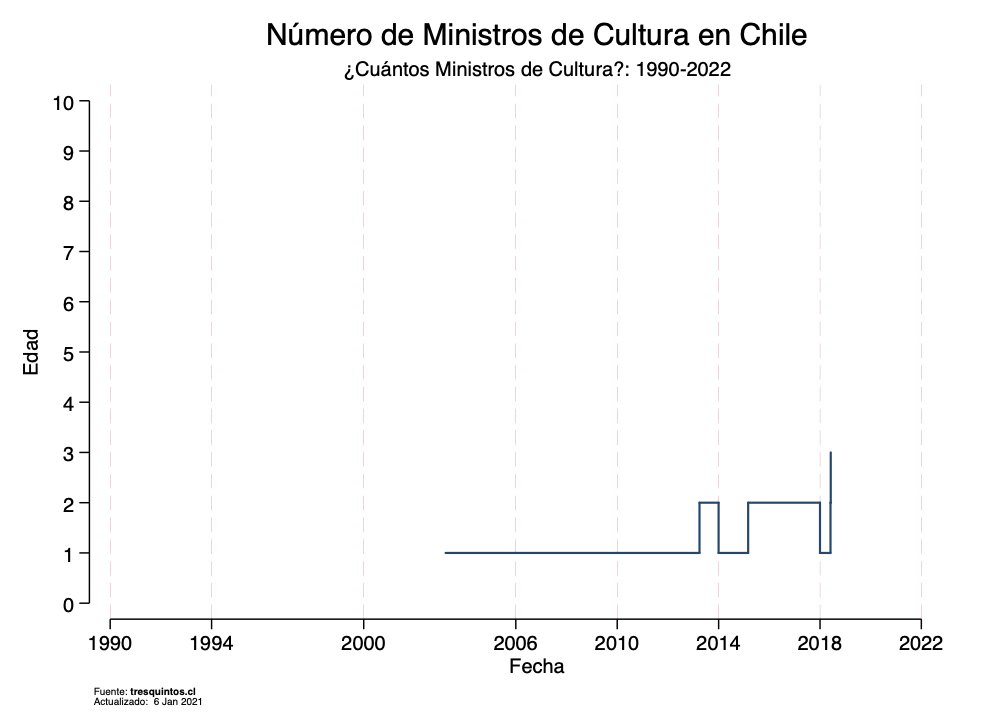 Número de Ministros de Cultura en Chile
¿Cuántos Ministros de Cultura?: 1990-2022
10
9
8
7
6
5
4
3
2
1
0
Edad
1990 1994 2000 2006 2010 2014 2018 2022
Fecha
Fuente: tresquintos.cl
Actualizado: 6 Jan 2021